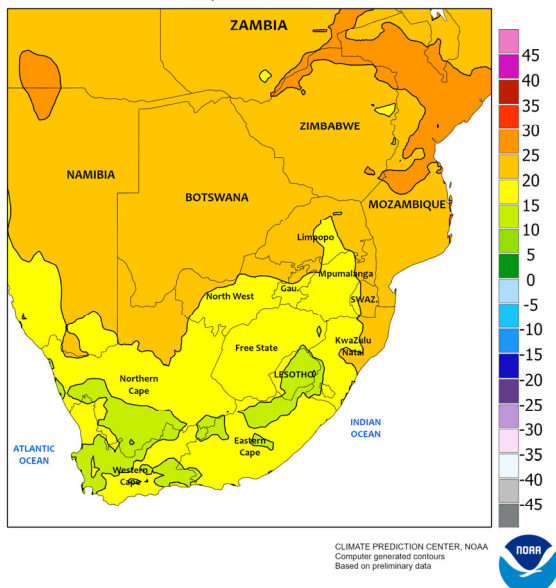 ZAMBIA
ZIMBABWE
NAMIBIA
BOTSWANA
MOZAMBIQUE
Limpopo
Mpumalanga
North West
Gau.
SWAZ.
Free State
KwaZulu
Natal
LESOTHO
Northern
Cape
Eastern
Cape
Western
Cape
ATLANTIC
OCEAN
INDIAN
OCEAN
45
40
35
30
25
20
15
10
5
0
-5
-10
-15
-20
-25
-30
-35
-40
-45
CLIMATE PREDICTION CENTER, NOAA
Computer generated contours
Based on preliminary data
NOAA